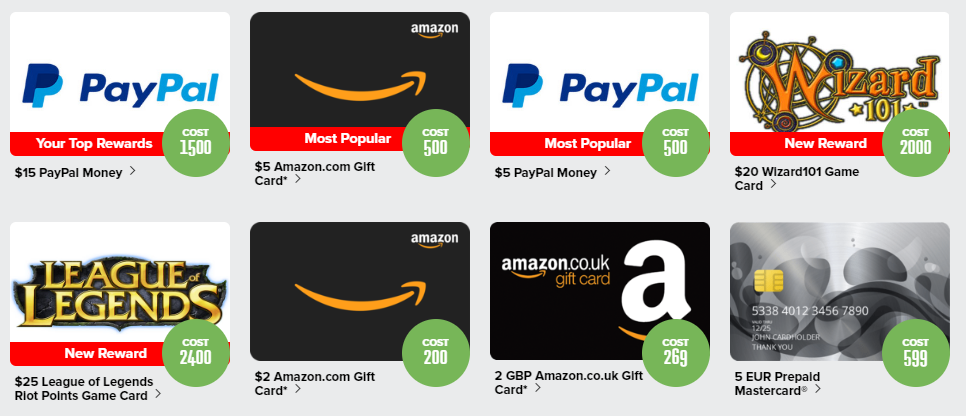 PayPal
Your Top Rewards
COST
1500
$15 PayPal Money
amazon
Most Popular
COST
500
$5 Amazon.com Gift
Card*
PayPal
Most Popular
COST
500
$5 PayPal Money
Wizard
101
New Reward
COST
2000
$20 Wizard101 Game
Card
LEAGUE of
LEGENDS
New Reward
COST
2400
$25 League of Legends
Riot Points Game Card
amazon
COST
200
$2 Amazon.com Gift
Card*
amazon.co.uk
gift card
a
COST
269
2 GBP Amazon.co.uk Gift
Card*
5338 4012 3456 7890
12/25
JOHN CARDHOLDER
THANK YOU
COST
599
5 EUR Prepaid
Mastercard®